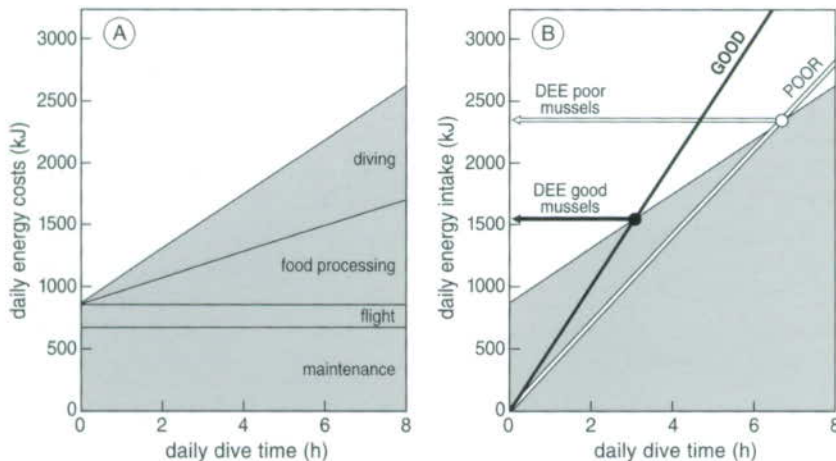 A
3000
2500
2000
1500
1000
500
0
daily energy costs (kJ)
diving
food processing
flight
maintenance
0
2
4
6
8
daily dive time (h)
B
3000
2500
2000
1500
1000
500
0
daily energy intake (kJ)
GOOD
POOR
DEE poor
mussels
DEE good
mussels
0
2
4
6
8
daily dive time (h)